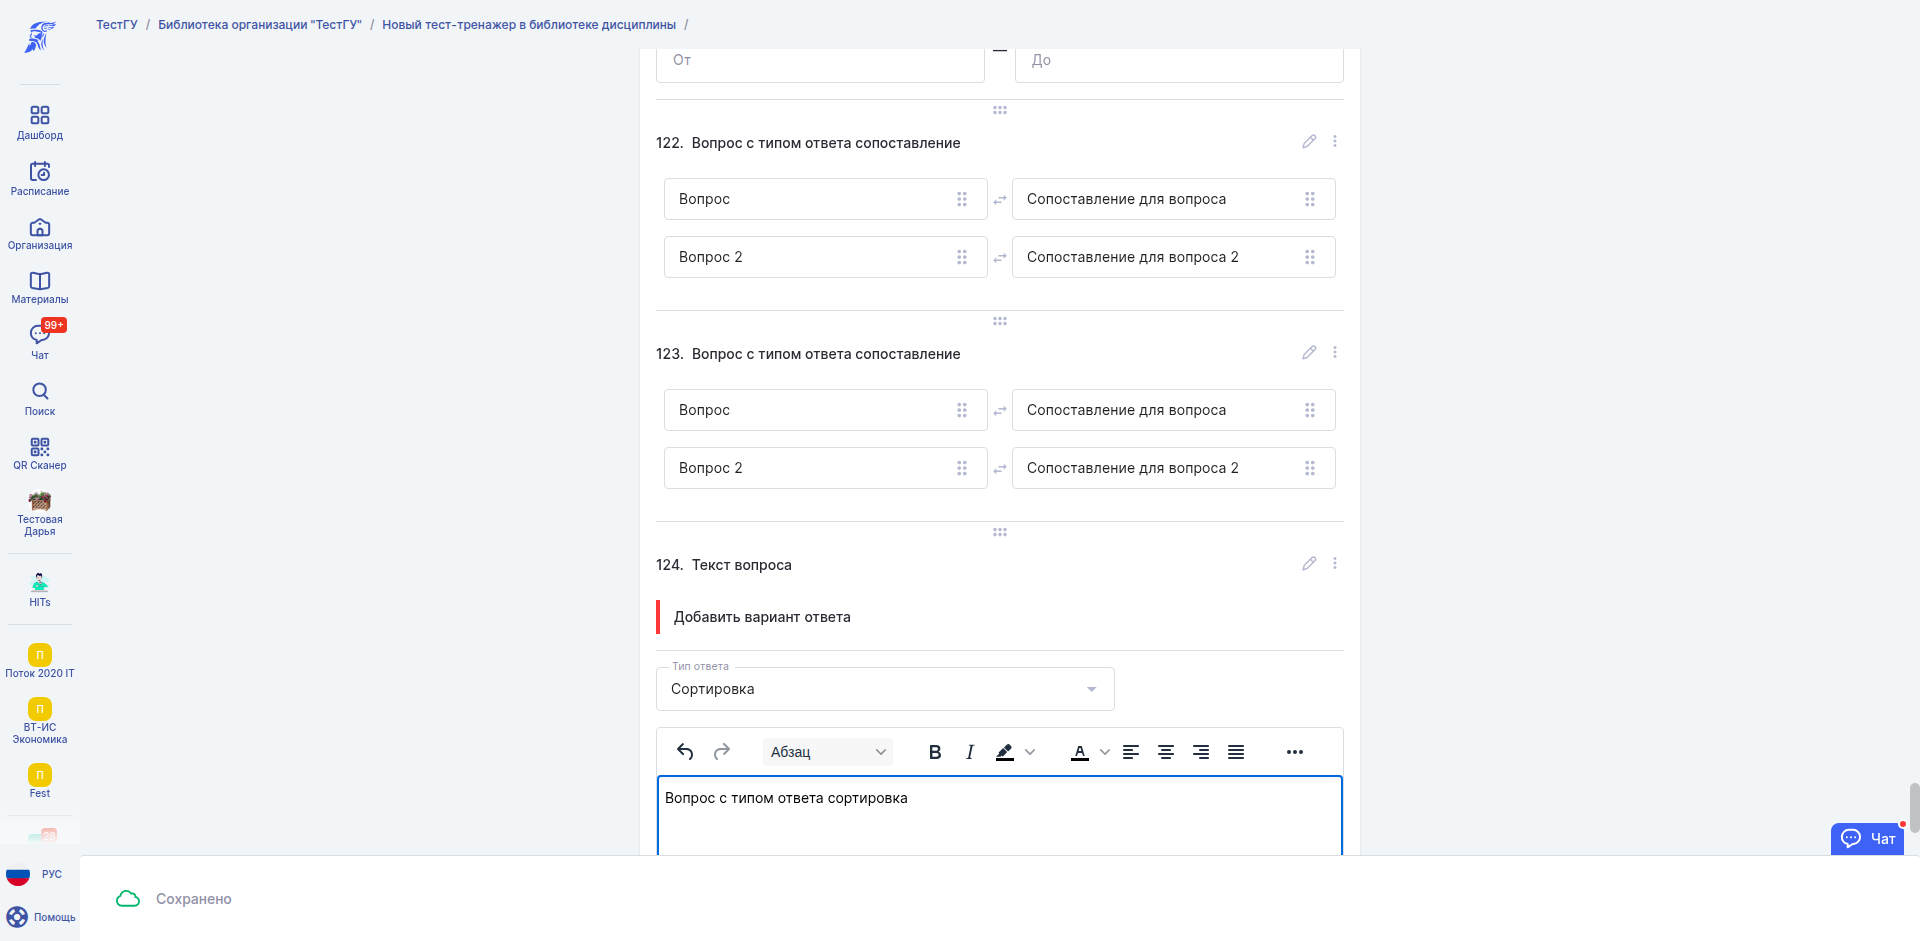 ТестГУ / Библиотека организации "ТестГУ" / Новый тест-тренажер в библиотеке дисциплины /
Дашборд
Расписание
Организация
Материалы
99+
Чат
Поиск
QR Сканер
Тестовая
Дарья
HITs
П
Поток 2020 IT
П
ВТ-ИС
Экономика
П
Fest
28
РУС
Помощь
От — До
122. Вопрос с типом ответа сопоставление
Вопрос Сопоставление для вопроса
Вопрос 2 Сопоставление для вопроса 2
123. Вопрос с типом ответа сопоставление
Вопрос Сопоставление для вопроса
Вопрос 2 Сопоставление для вопроса 2
124. Текст вопроса
Добавить вариант ответа
Тип ответа
Сортировка
Абзац B I A
Вопрос с типом ответа сортировка
Чат
Сохранено